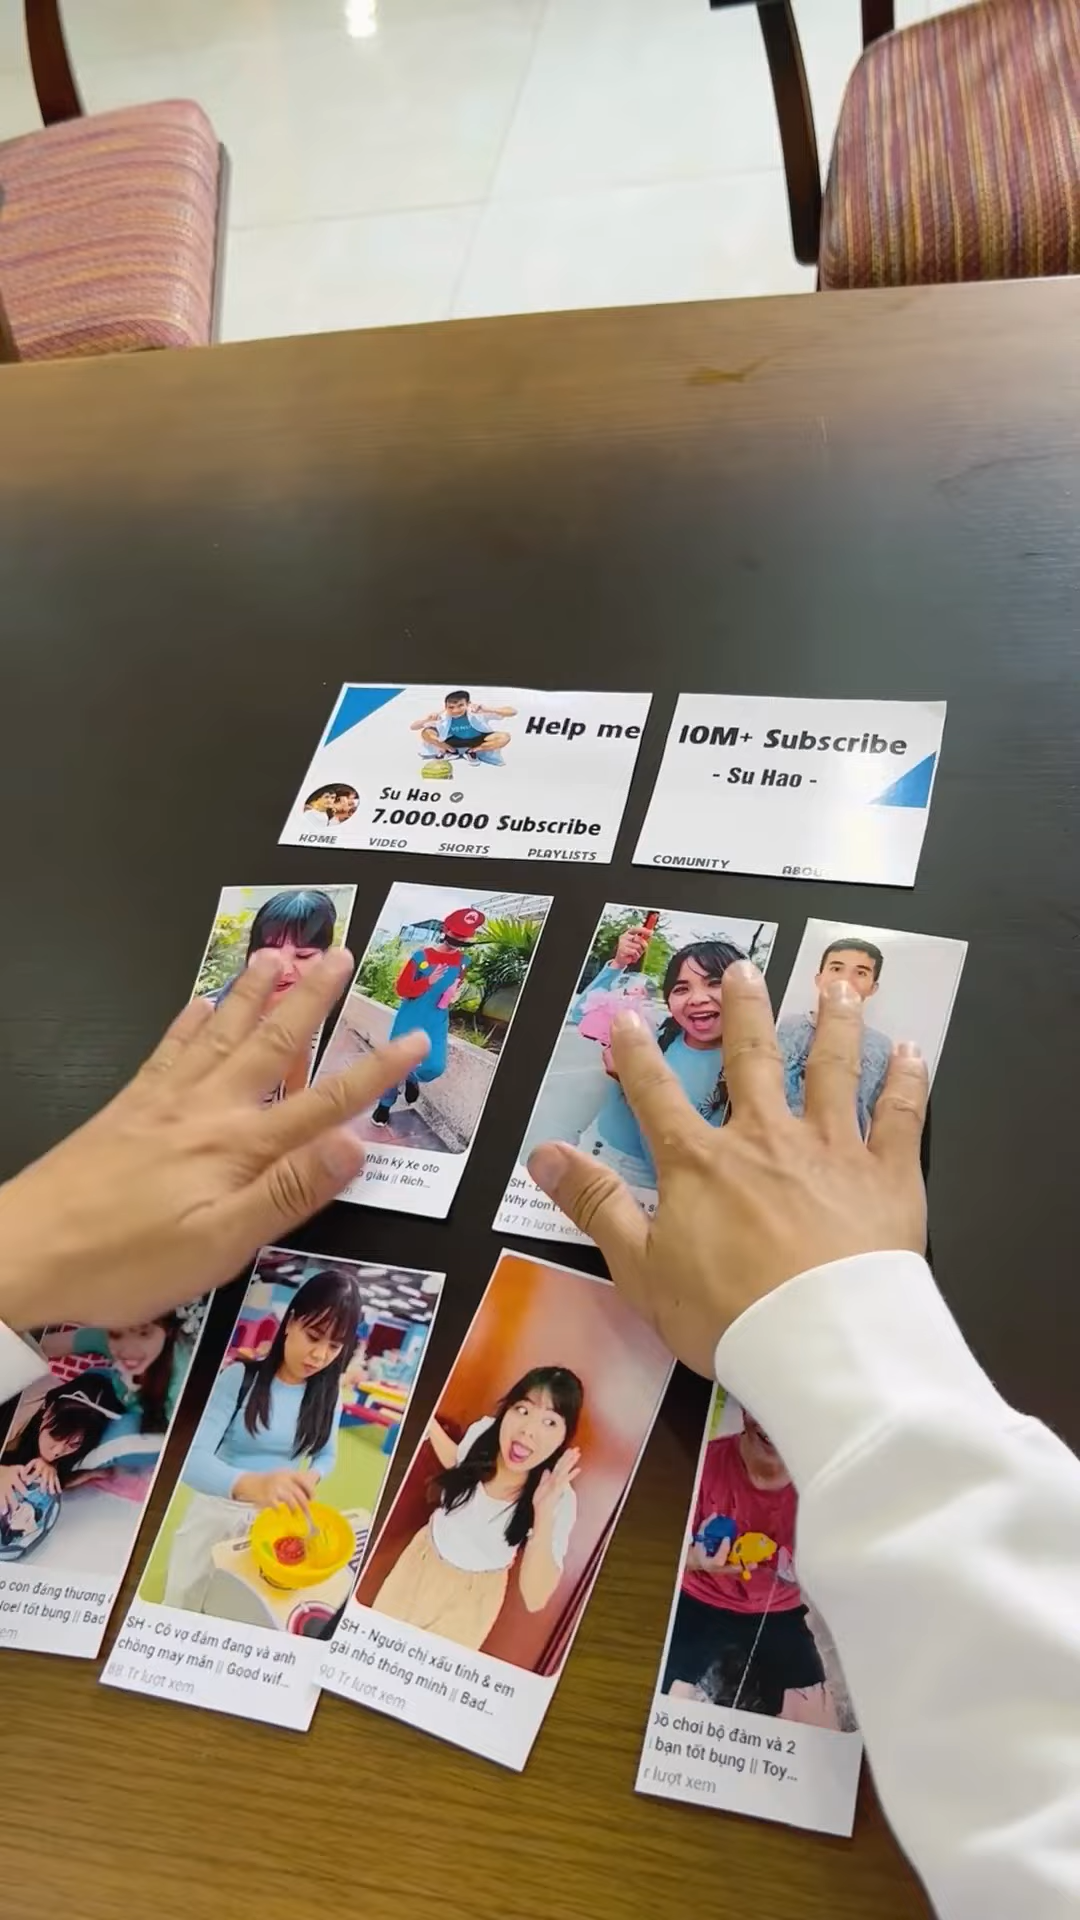 Help me
Su Hao
7.000.000 Subscribe
HOME VIDEO SHORTS PLAYLISTS
10M+ Subscribe
- Su Hao -
COMUNITY
thần kỳ Xe oto
giàu || Rich...
SH -
Why don't
147 Tr lượt xem
con đáng thương
tốt bụng || Bad
SH - Cô vợ đảm đang và anh
chồng may mắn || Good wif...
88 Tr lượt xem
SH - Người chị xấu tính & em
gái nhỏ thông minh || Bad...
90 Tr lượt xem
Đồ chơi bộ đàm và 2
bạn tốt bụng || Toy...
lượt xem